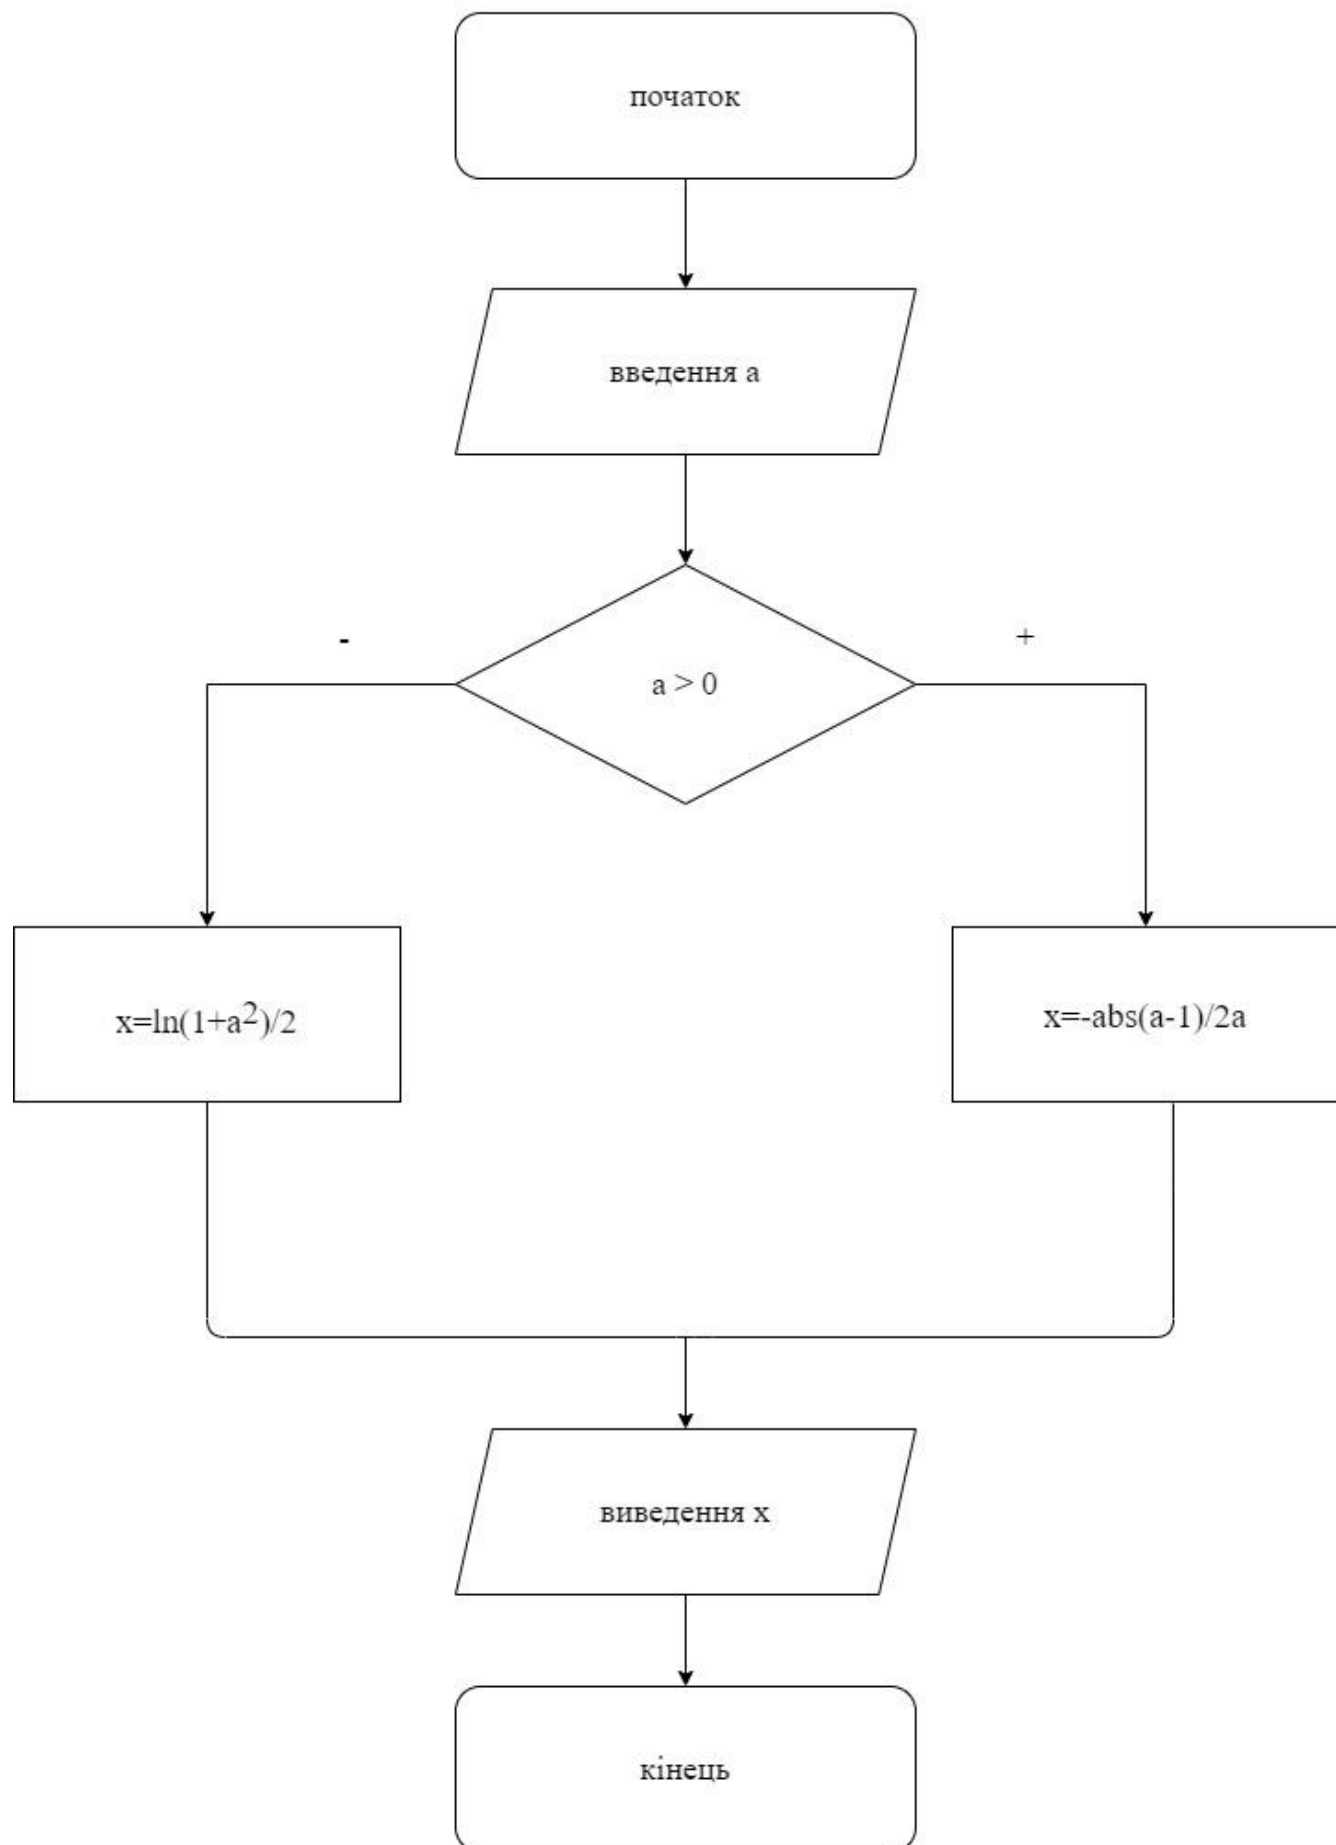 початок
введення а
a > 0
-
+
x=ln(1+a²)/2
x=-abs(a-1)/2a
виведення x
кінець